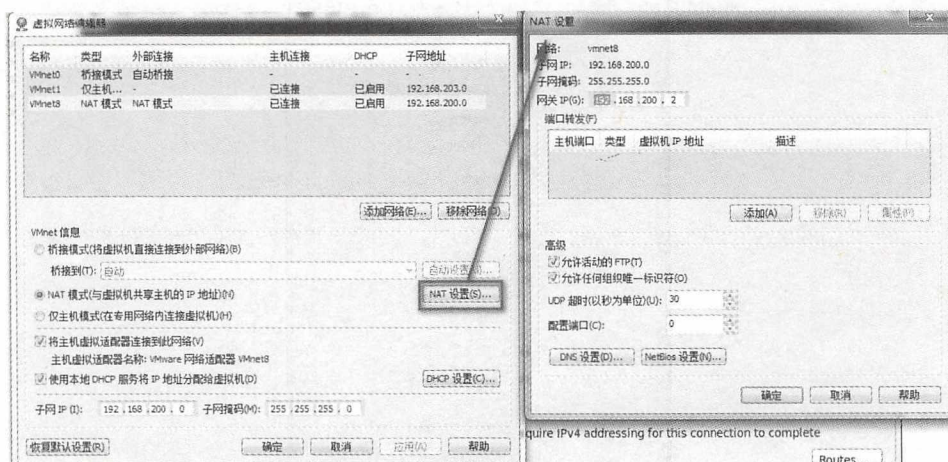 虚拟网络编辑器
名称 类型 外部连接 主机连接 DHCP 子网地址
VMnet0 桥接模式 自动桥接 - - -
VMnet1 仅主机... - 已连接 已启用 192.168.203.0
VMnet8 NAT 模式 NAT 模式 已连接 已启用 192.168.200.0
添加网络(E)... 移除网络(O)
VMnet 信息
桥接模式(将虚拟机直接连接到外部网络)(B)
桥接到(T): 自动 自动设置(U)...
NAT 模式(与虚拟机共享主机的 IP 地址)(N) NAT 设置(S)...
仅主机模式(在专用网络内连接虚拟机)(H)
将主机虚拟适配器连接到此网络(V)
主机虚拟适配器名称: VMware 网络适配器 VMnet8
使用本地 DHCP 服务将 IP 地址分配给虚拟机(D) DHCP 设置(C)...
子网 IP (I): 192 . 168 . 200 . 0 子网掩码(M): 255 . 255 . 255 . 0
恢复默认设置(R) 确定 取消 应用(A) 帮助
NAT 设置
网络: vmnet8
子网 IP: 192.168.200.0
子网掩码: 255.255.255.0
网关 IP(G): 192 . 168 . 200 . 2
端口转发(F)
主机端口 类型 虚拟机 IP 地址 描述
添加(A) 移除(R) 属性(P)
高级
允许活动的 FTP(T)
允许任何组织唯一标识符(O)
UDP 超时(以秒为单位)(U): 30
配置端口(C): 0
DNS 设置(D)... NetBios 设置(N)...
确定 取消 帮助
quire IPv4 addressing for this connection to complete
Routes